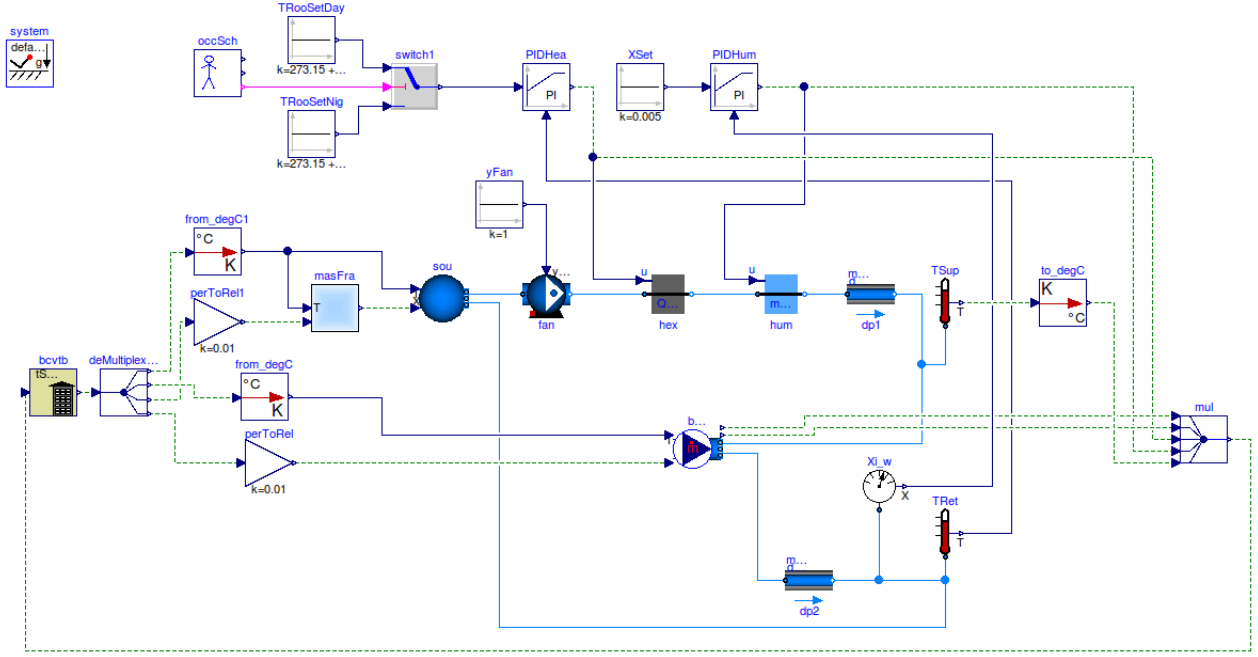 system
defa...
g
occSch
TRooSetDay
k=273.15 +...
TRooSetNig
k=273.15 +...
switch1
PIDHea
PI
XSet
k=0.005
PIDHum
PI
yFan
k=1
from_degC1
°C
K
perToRel1
k=0.01
masFra
T
sou
X
y...
fan
u
Q...
hex
u
m...
hum
m...
d
dp1
TSup
T
to_degC
K
°C
bcvtb
tS...
deMultiplex...
from_degC
°C
K
perToRel
k=0.01
b...
T
m
Xi_w
X
TRet
T
m...
d
dp2
mul